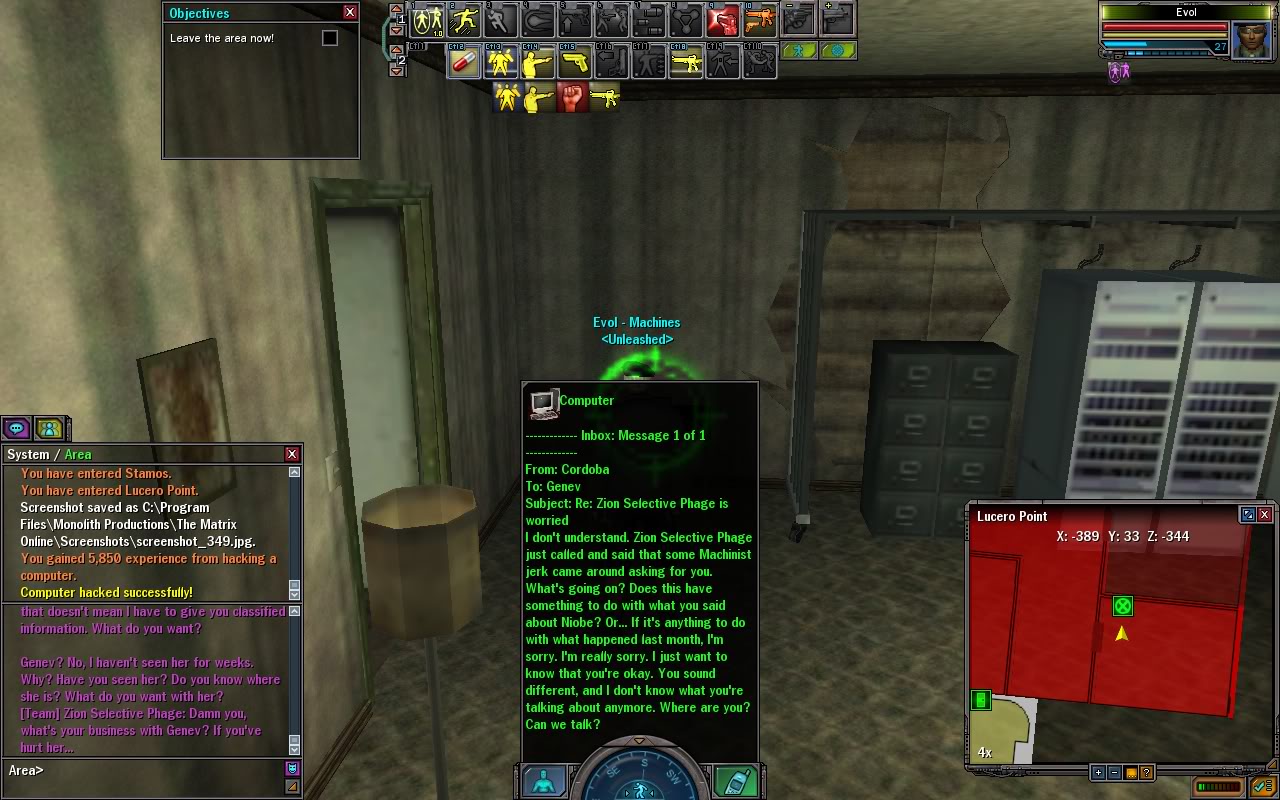 Objectives
Leave the area now!
1
2
1.0
Evol
27
Evol - Machines
<Unleashed>
Computer
------------ Inbox: Message 1 of 1
------------
From: Cordoba
To: Genev
Subject: Re: Zion Selective Phage is
worried
I don't understand. Zion Selective Phage
just called and said that some Machinist
jerk came around asking for you.
What's going on? Does this have
something to do with what you said
about Niobe? Or... If it's anything to do
with what happened last month, I'm
sorry. I'm really sorry. I just want to
know that you're okay. You sound
different, and I don't know what you're
talking about anymore. Where are you?
Can we talk?
System / Area
You have entered Stamos.
You have entered Lucero Point.
Screenshot saved as C:\Program
Files\Monolith Productions\The Matrix
Online\Screenshots\screenshot_349.jpg.
You gained 5,850 experience from hacking a
computer.
Computer hacked successfully!
that doesn't mean I have to give you classified
information. What do you want?
Genev? No, I haven't seen her for weeks.
Why? Have you seen her? Do you know where
she is? What do you want with her?
[Team] Zion Selective Phage: Damn you,
what's your business with Genev? If you've
hurt her...
Area>
SE
S
SW
Lucero Point
X: -389 Y: 33 Z: -344
4x